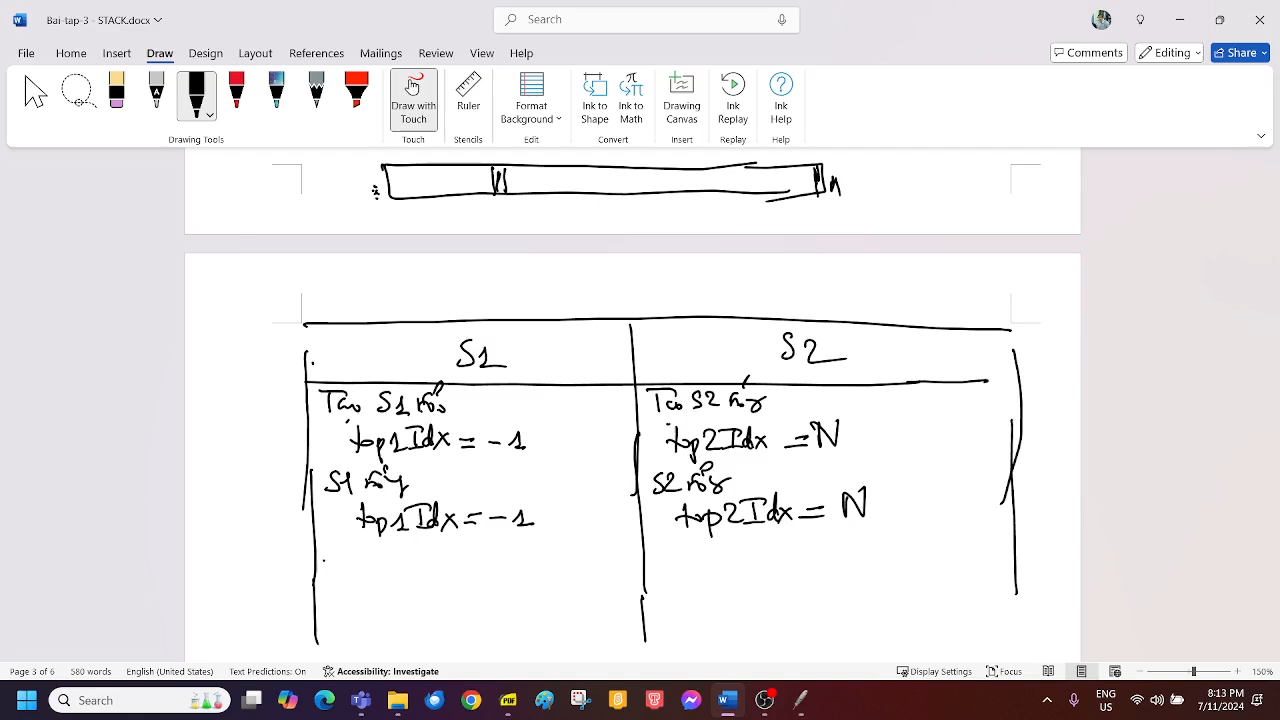 Bai-tap-3 - STACK.docx
Search
File Home Insert Draw Design Layout References Mailings Review View Help
Comments Editing Share
A
Draw with Touch
Ruler
Format Background
Ink to Shape
Ink to Math
Drawing Canvas
Ink Replay
Ink Help
Drawing Tools Touch Stencils Edit Convert Insert Replay Help
S1 S2
Tạo S1 rỗng
Tạo S2 rỗng
top1Idx = -1
top2Idx = N
S1 rỗng
S2 rỗng
top1Idx = -1
top2Idx = N
Page 3 of 6 580 words English (United States) Text Predictions: On Accessibility: Investigate Display Settings Focus 150%
Search
PDF
ENG
US
8:13 PM
7/11/2024